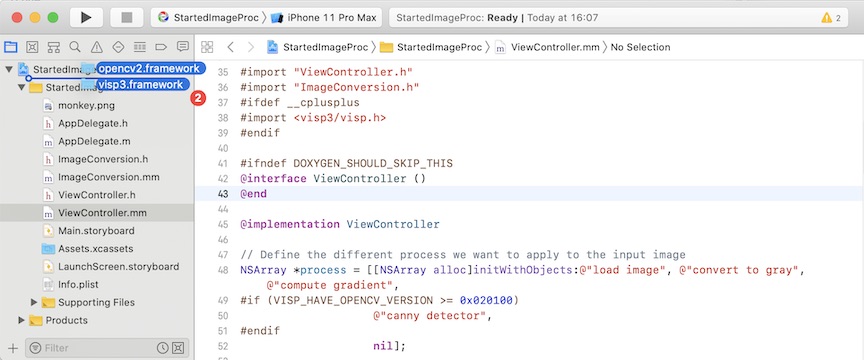 StartedImageProc 〉 iPhone 11 Pro Max
StartedImageProc: Ready | Today at 16:07
2
StartedImageProc 〉 StartedImageProc 〉 ViewController.mm 〉 No Selection
StartedImage
opencv2.framework
visp3.framework
2
StartedIma
monkey.png
AppDelegate.h
AppDelegate.m
ImageConversion.h
ImageConversion.mm
ViewController.h
ViewController.mm
Main.storyboard
Assets.xcassets
LaunchScreen.storyboard
Info.plist
Supporting Files
Products
Filter
35 #import "ViewController.h"
36 #import "ImageConversion.h"
37 #ifdef __cplusplus
38 #import <visp3/visp.h>
39 #endif
40
41 #ifndef DOXYGEN_SHOULD_SKIP_THIS
42 @interface ViewController ()
43 @end
44
45 @implementation ViewController
46
47 // Define the different process we want to apply to the input image
48 NSArray *process = [[NSArray alloc]initWithObjects:@"load image", @"convert to gray",
@"compute gradient",
49 #if (VISP_HAVE_OPENCV_VERSION >= 0x020100)
50 @"canny detector",
51 #endif
52 nil];